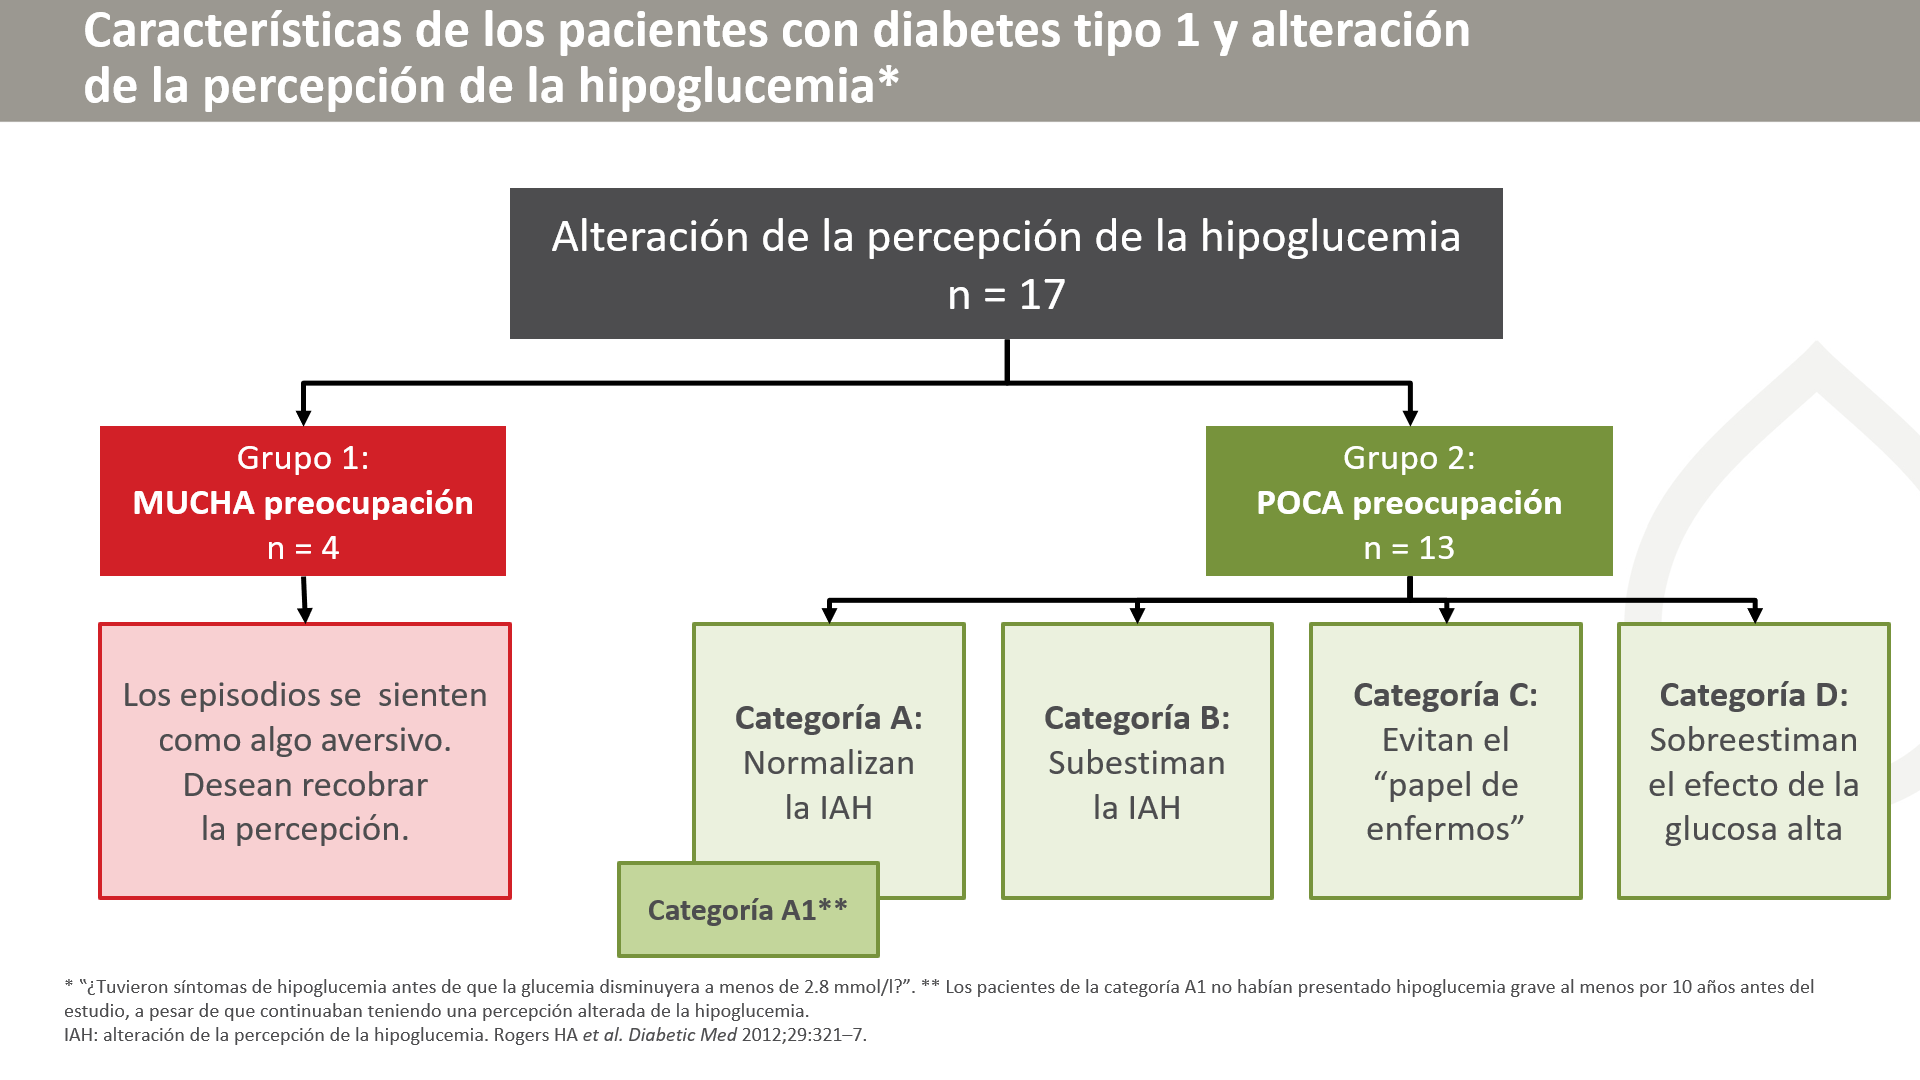 Características de los pacientes con diabetes tipo 1 y alteración
de la percepción de la hipoglucemia*
Alteración de la percepción de la hipoglucemia
n = 17
Grupo 1:
MUCHA preocupación
n = 4
Grupo 2:
POCA preocupación
n = 13
Los episodios se  sienten
como algo aversivo.
Desean recobrar
la percepción.
Categoría A:
Normalizan
la IAH
Categoría A1**
Categoría B:
Subestiman
la IAH
Categoría C:
Evitan el
“papel de
enfermos”
Categoría D:
Sobreestiman
el efecto de la
glucosa alta
* “¿Tuvieron síntomas de hipoglucemia antes de que la glucemia disminuyera a menos de 2.8 mmol/l?”. ** Los pacientes de la categoría A1 no habían presentado hipoglucemia grave al menos por 10 años antes del
estudio, a pesar de que continuaban teniendo una percepción alterada de la hipoglucemia.
IAH: alteración de la percepción de la hipoglucemia. Rogers HA et al. Diabetic Med 2012;29:321–7.